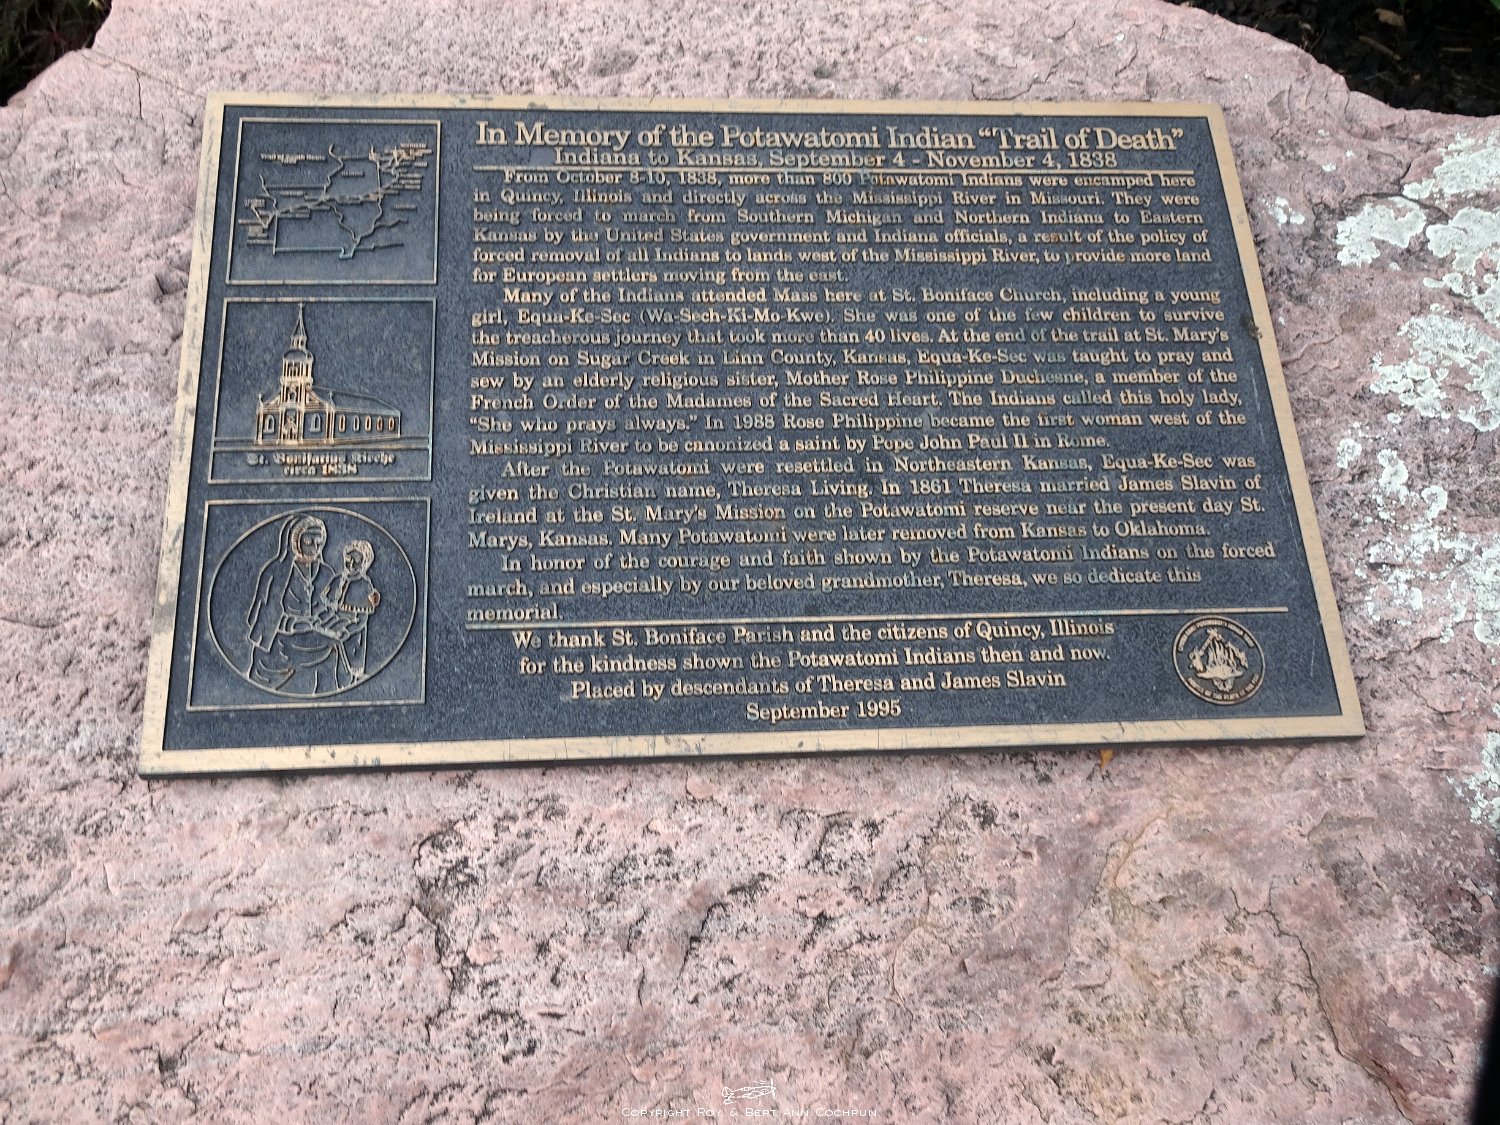 In Memory of the Potawatomi Indian “Trail of Death”
Indiana to Kansas, September 4 - November 4, 1838
From October 8-10, 1838, more than 800 Potawatomi Indians were encamped here
in Quincy, Illinois and directly across the Mississippi River in Missouri. They were
being forced to march from Southern Michigan and Northern Indiana to Eastern
Kansas by the United States government and Indiana officials, a result of the policy of
forced removal of all Indians to lands west of the Mississippi River, to provide more land
for European settlers moving from the east.
Many of the Indians attended Mass here at St. Boniface Church, including a young
girl, Equa-Ke-Sec (Wa-Sech-Ki-Mo-Kwe). She was one of the few children to survive
the treacherous journey that took more than 40 lives. At the end of the trail at St. Mary's
Mission on Sugar Creek in Linn County, Kansas, Equa-Ke-Sec was taught to pray and
sew by an elderly religious sister, Mother Rose Philippine Duchesne, a member of the
French Order of the Madames of the Sacred Heart. The Indians called this holy lady,
“She who prays always.” In 1988 Rose Philippine became the first woman west of the
Mississippi River to be canonized a saint by Pope John Paul II in Rome.
After the Potawatomi were resettled in Northeastern Kansas, Equa-Ke-Sec was
given the Christian name, Theresa Living. In 1861 Theresa married James Slavin of
Ireland at the St. Mary's Mission on the Potawatomi reserve near the present day St.
Marys, Kansas. Many Potawatomi were later removed from Kansas to Oklahoma.
In honor of the courage and faith shown by the Potawatomi Indians on the forced
march, and especially by our beloved grandmother, Theresa, we so dedicate this
memorial.
We thank St. Boniface Parish and the citizens of Quincy, Illinois
for the kindness shown the Potawatomi Indians then and now.
Placed by descendants of Theresa and James Slavin
September 1995
St. Bonifacius Kirche
circa 1838
Copyright Roy & Bert Ann Cochrun